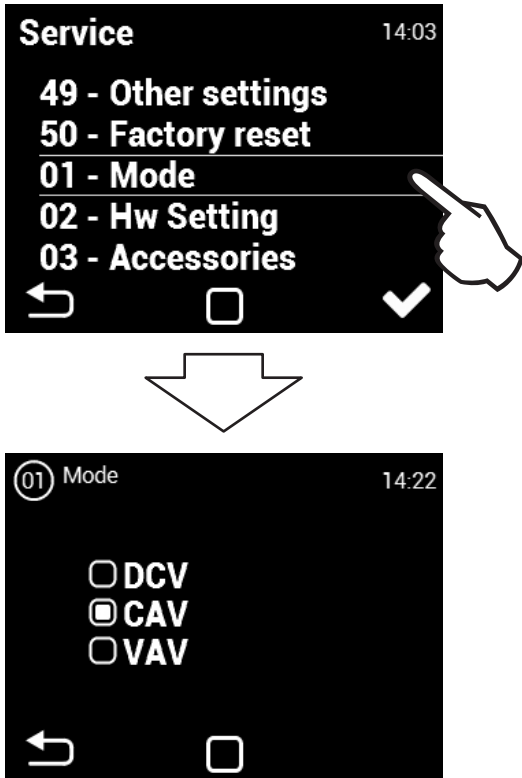 Service 14:03
49 - Other settings
50 - Factory reset
01 - Mode
02 - Hw Setting
03 - Accessories
01 Mode 14:22
DCV
CAV
VAV